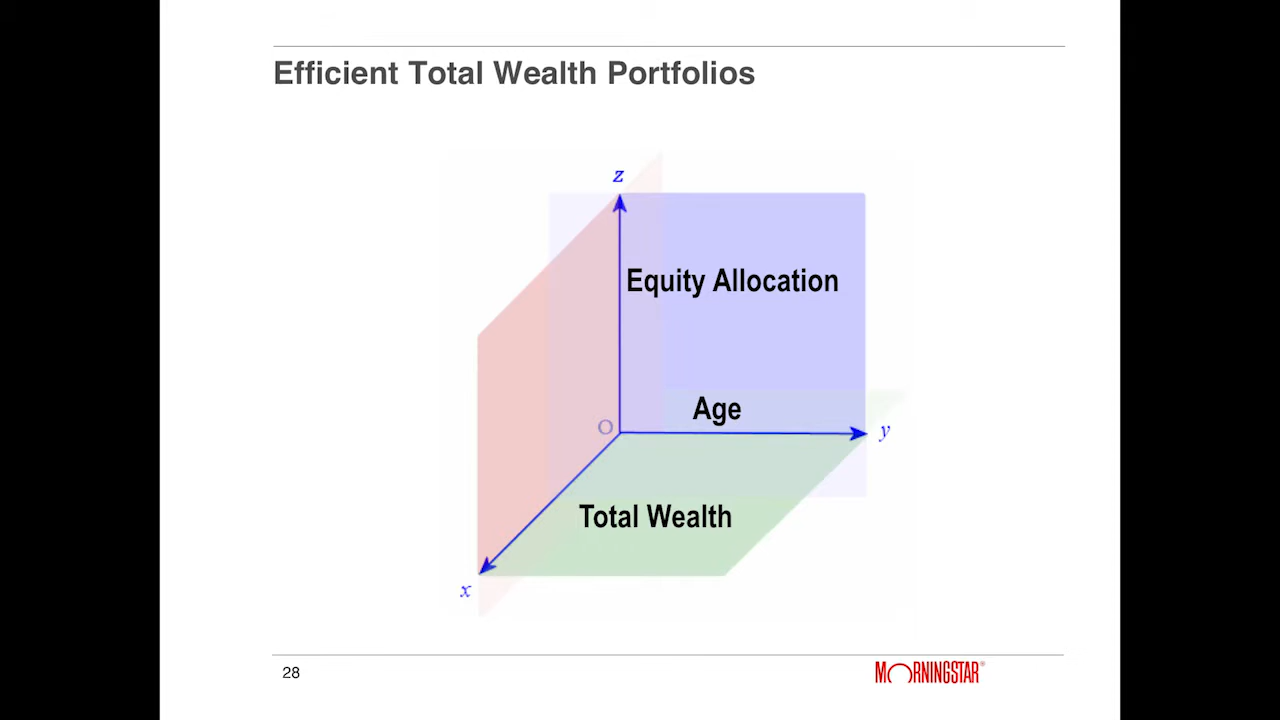 Efficient Total Wealth Portfolios
z
Equity Allocation
Age
O
y
Total Wealth
x
28
MORNINGSTAR®